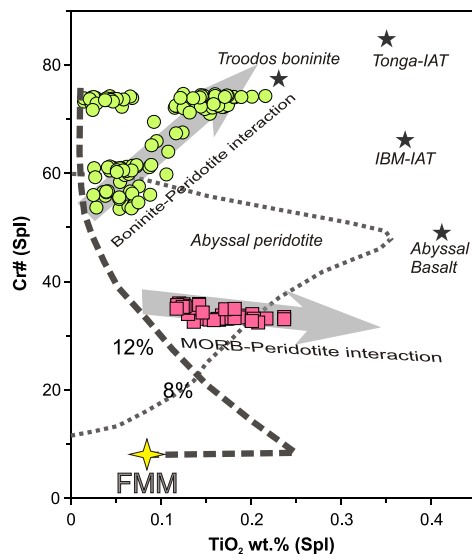 Troodos boninite
Tonga-IAT
80
Boninite-Peridotite interaction
IBM-IAT
60
Abyssal peridotite
Abyssal
Basalt
Cr# (Spl)
40
12%
MORB-Peridotite interaction
8%
20
FMM
0
0
0.1
0.2
0.3
0.4
TiO2 wt.% (Spl)